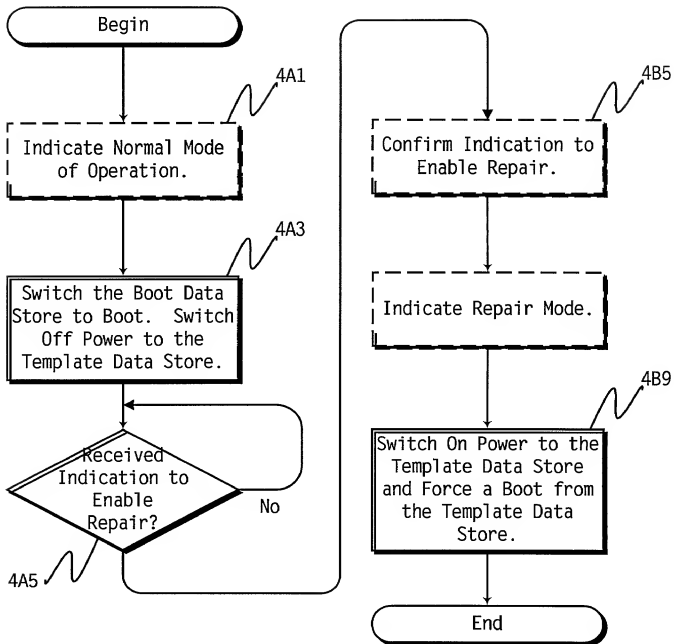 Begin
4A1
Indicate Normal Mode
of Operation.
4A3
Switch the Boot Data
Store to Boot. Switch
Off Power to the
Template Data Store.
Received
Indication to
Enable
Repair?
No
4A5
4B5
Confirm Indication to
Enable Repair.
Indicate Repair Mode.
4B9
Switch On Power to the
Template Data Store
and Force a Boot from
the Template Data
Store.
End